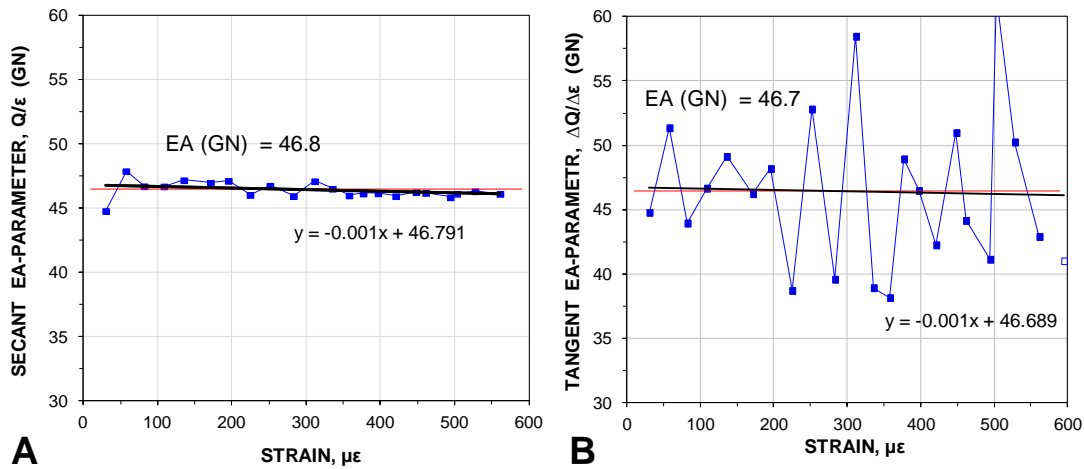 SECANT EA-PARAMETER, Q/ε (GN)
60
55
50
45
40
35
30
EA (GN) = 46.8
y = -0.001x + 46.791
0 100 200 300 400 500 600
STRAIN, µε
A
TANGENT EA-PARAMETR, ΔQ/Δε (GN)
60
55
50
45
40
35
30
EA (GN) = 46.7
y = -0.001x + 46.689
0 100 200 300 400 500 600
STRAIN, µε
B